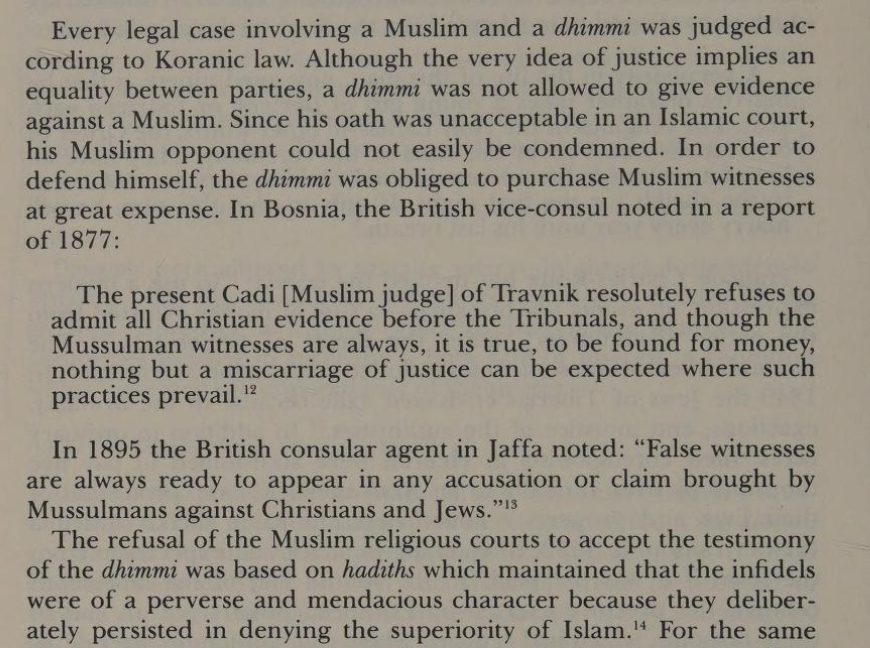 Every legal case involving a Muslim and a dhimmi was judged ac-
cording to Koranic law. Although the very idea of justice implies an
equality between parties, a dhimmi was not allowed to give evidence
against a Muslim. Since his oath was unacceptable in an Islamic court,
his Muslim opponent could not easily be condemned. In order to
defend himself, the dhimmi was obliged to purchase Muslim witnesses
at great expense. In Bosnia, the British vice-consul noted in a report
of 1877:
The present Cadi [Muslim judge] of Travnik resolutely refuses to
admit all Christian evidence before the Tribunals, and though the
Mussulman witnesses are always, it is true, to be found for money,
nothing but a miscarriage of justice can be expected where such
practices prevail.¹²
In 1895 the British consular agent in Jaffa noted: “False witnesses
are always ready to appear in any accusation or claim brought by
Mussulmans against Christians and Jews.”¹³
The refusal of the Muslim religious courts to accept the testimony
of the dhimmi was based on hadiths which maintained that the infidels
were of a perverse and mendacious character because they deliber-
ately persisted in denying the superiority of Islam.¹⁴ For the same